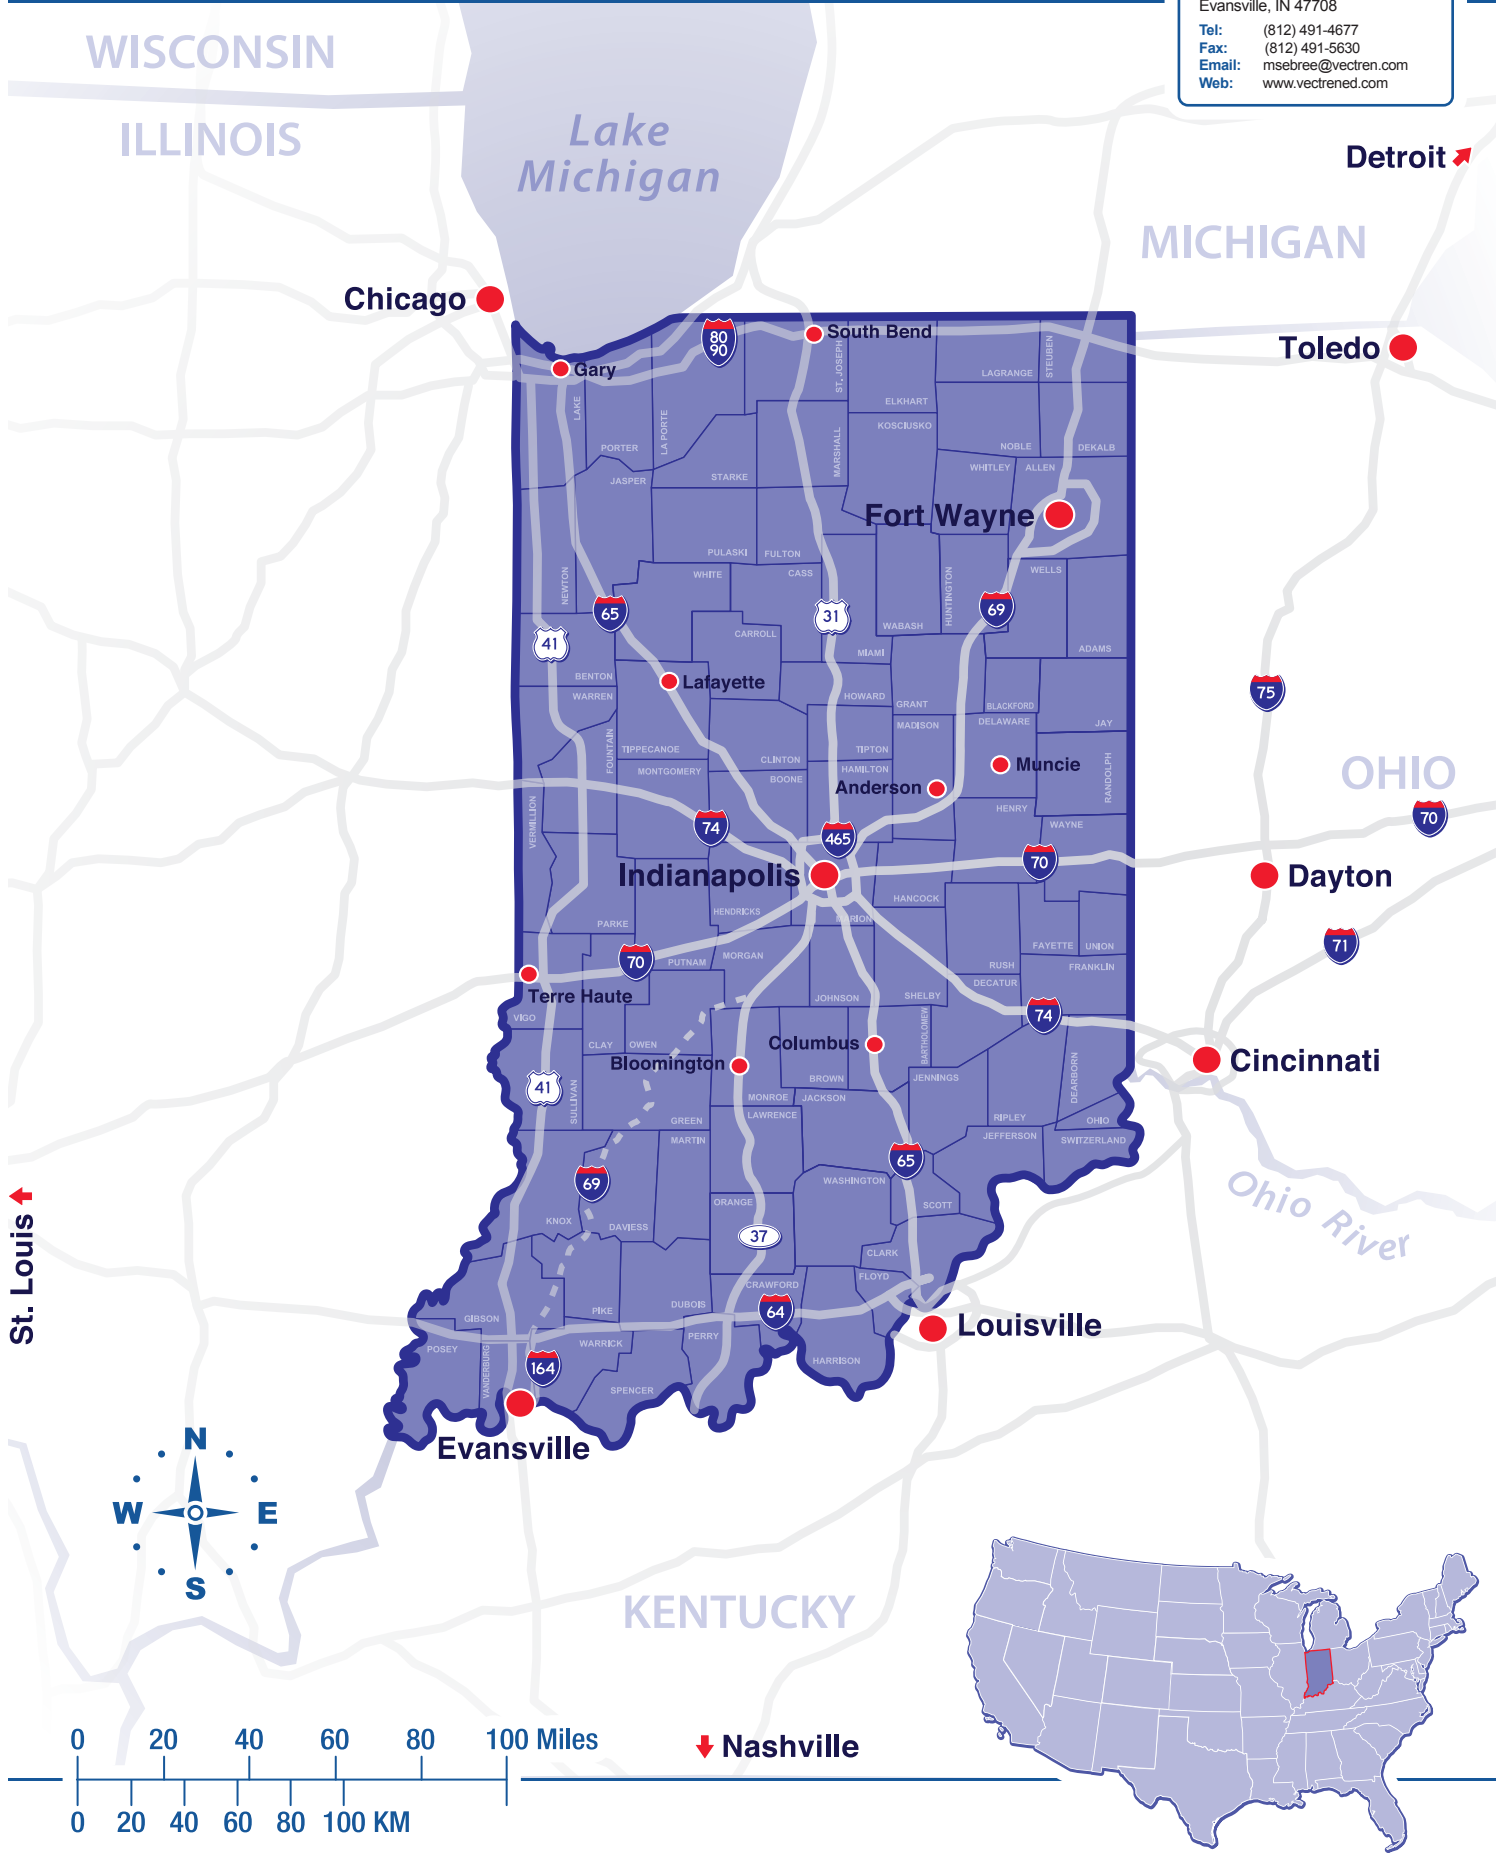 Evansville, IN 47708
Tel: (812) 491-4677
Fax: (812) 491-5630
Email: msebree@vectren.com
Web: www.vectrened.com
WISCONSIN
ILLINOIS
Lake
Michigan
Detroit
MICHIGAN
Chicago
Toledo
80
90
South Bend
Gary
ST. JOSEPH
STEUBEN
LAGRANGE
ELKHART
LAKE
LA PORTE
PORTER
KOSCIUSKO
MARSHALL
NOBLE
DEKALB
JASPER
STARKE
WHITLEY
ALLEN
Fort Wayne
PULASKI
FULTON
WHITE
CASS
WELLS
NEWTON
HUNTINGTON
65
31
69
WABASH
41
CARROLL
MIAMI
ADAMS
BENTON
Lafayette
WARREN
HOWARD
GRANT
BLACKFORD
75
MADISON
DELAWARE
JAY
FOUNTAIN
TIPPECANOE
TIPTON
CLINTON
MONTGOMERY
HAMILTON
BOONE
Muncie
RANDOLPH
OHIO
Anderson
VERMILLION
HENRY
WAYNE
70
74
465
70
Indianapolis
Dayton
HANCOCK
HENDRICKS
MARION
PARKE
71
FAYETTE
UNION
70
PUTNAM
MORGAN
RUSH
FRANKLIN
DECATUR
Terre Haute
JOHNSON
SHELBY
VIGO
74
CLAY
OWEN
Columbus
BARTHOLOMEW
Bloomington
Cincinnati
BROWN
JENNINGS
DEARBORN
41
SULLIVAN
MONROE
JACKSON
LAWRENCE
GREEN
RIPLEY
OHIO
MARTIN
JEFFERSON
SWITZERLAND
65
69
WASHINGTON
ORANGE
SCOTT
Ohio River
KNOX
DAVIESS
37
CLARK
St. Louis
FLOYD
CRAWFORD
DUBOIS
PIKE
64
GIBSON
Louisville
PERRY
WARRICK
POSEY
VANDERBURG
164
HARRISON
SPENCER
Evansville
N
W E
S
KENTUCKY
Nashville
0 20 40 60 80 100 Miles
0 20 40 60 80 100 KM